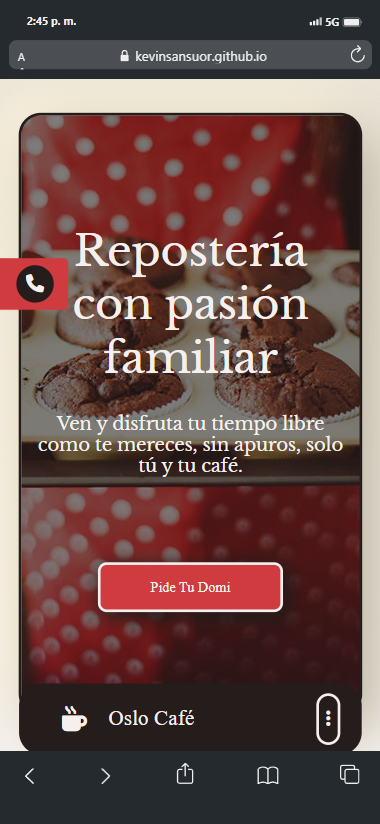 2:45 p. m.
5G
A
kevinsansuor.github.io
Repostería
con pasión
familiar
Ven y disfruta tu tiempo libre
como te mereces, sin apuros, solo
tú y tu café.
Pide Tu Domi
Oslo Café